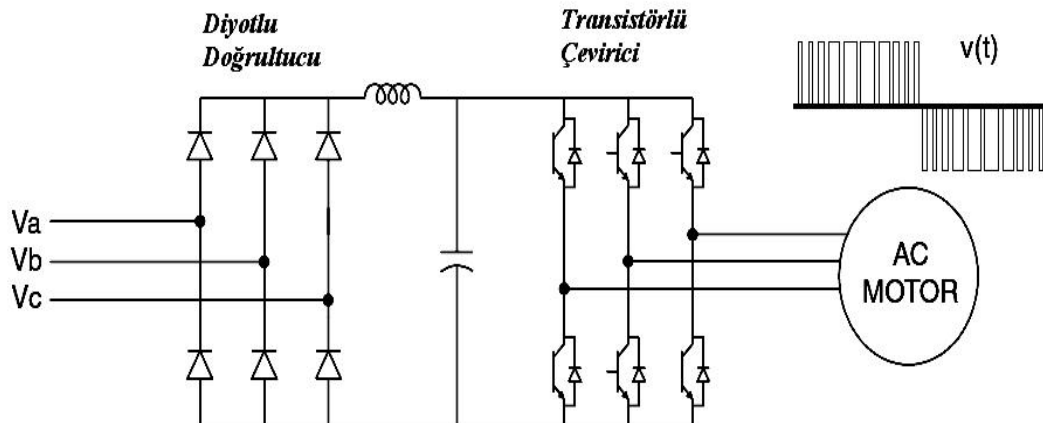 Diyotlu
Doğrultucu
Transistörlü
Çevirici
v(t)
Va
Vb
Vc
AC
MOTOR